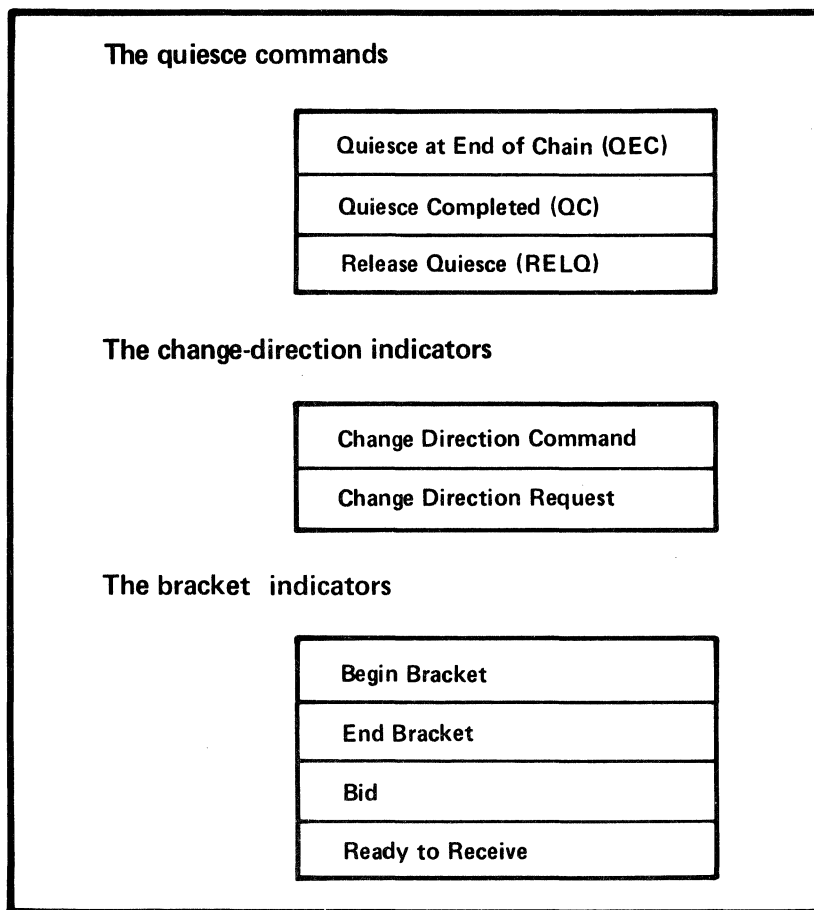 The quiesce commands
Quiesce at End of Chain (QEC)
Quiesce Completed (QC)
Release Quiesce (RELQ)
The change-direction indicators
Change Direction Command
Change Direction Request
The bracket indicators
Begin Bracket
End Bracket
Bid
Ready to Receive